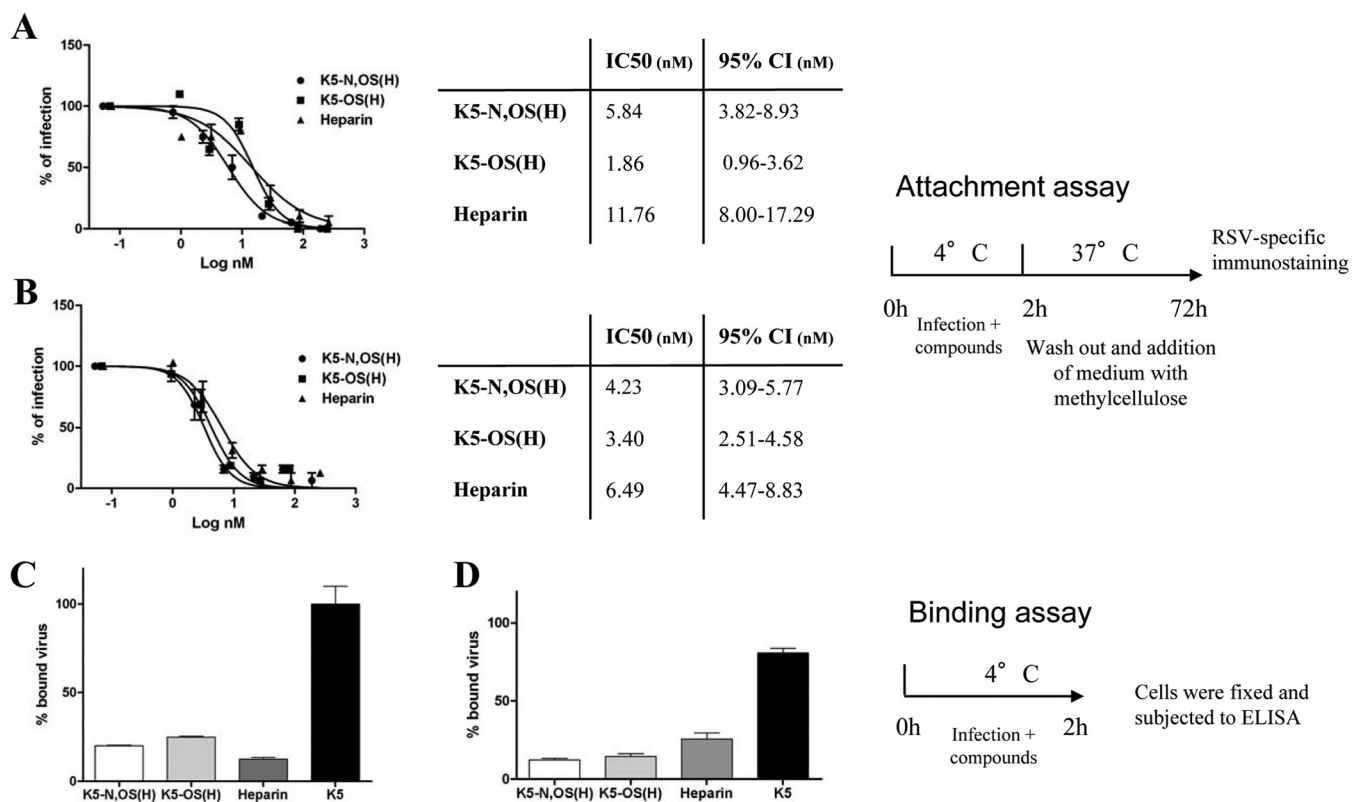 A
150
100
50
0
% of infection
-1
0
1
2
3
Log nM
K5-N,OS(H)
K5-OS(H)
Heparin
IC50 (nM)
95% CI (nM)
K5-N,OS(H)
5.84
3.82-8.93
K5-OS(H)
1.86
0.96-3.62
Heparin
11.76
8.00-17.29
B
150
100
50
0
% of infection
-1
0
1
2
3
Log nM
K5-N,OS(H)
K5-OS(H)
Heparin
IC50 (nM)
95% CI (nM)
K5-N,OS(H)
4.23
3.09-5.77
K5-OS(H)
3.40
2.51-4.58
Heparin
6.49
4.47-8.83
Attachment assay
4° C
37° C
RSV-specific
immunostaining
0h
2h
72h
Infection +
compounds
Wash out and addition
of medium with
methylcellulose
C
100
50
0
% bound virus
K5-N,OS(H)
K5-OS(H)
Heparin
K5
D
100
50
0
% bound virus
K5-N,OS(H)
K5-OS(H)
Heparin
K5
Binding assay
4° C
0h
2h
Infection +
compounds
Cells were fixed and
subjected to ELISA